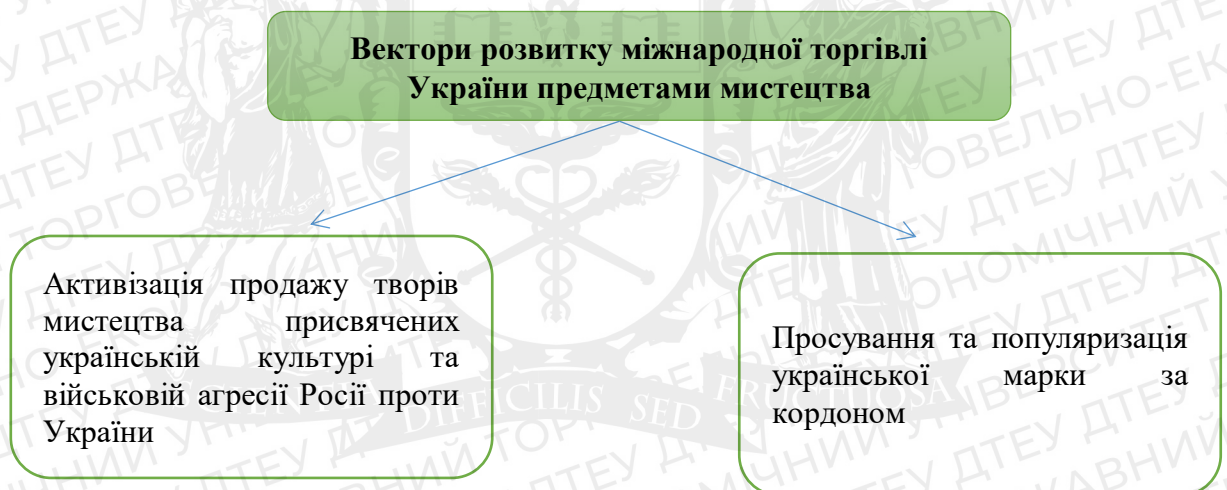 Вектори розвитку міжнародної торгівлі
України предметами мистецтва
Активізація продажу творів
мистецтва присвячених
українській культурі та
військовій агресії Росії проти
України
Просування та популяризація
української марки за
кордоном